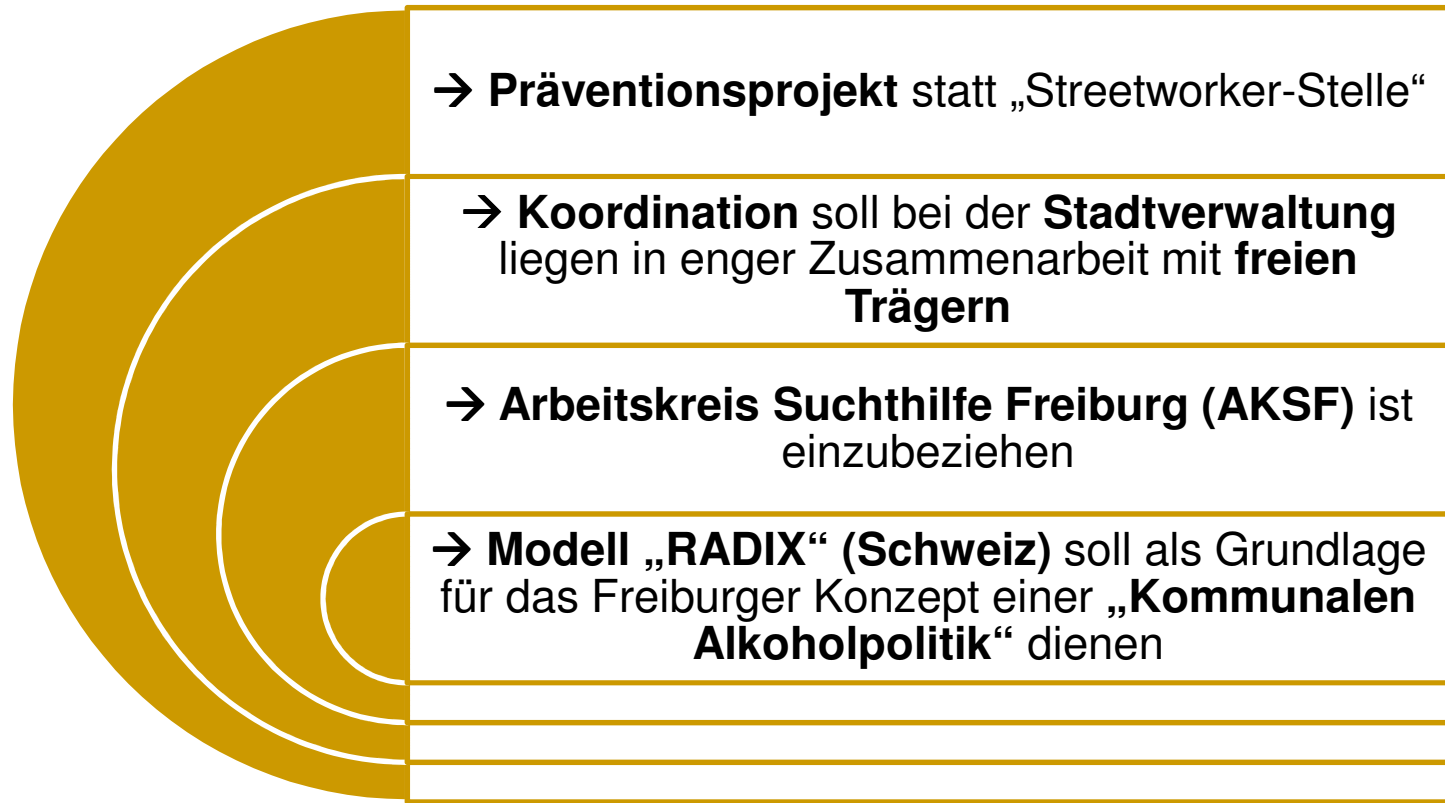 → Präventionsprojekt statt „Streetworker-Stelle“
→ Koordination soll bei der Stadtverwaltung
liegen in enger Zusammenarbeit mit freien
Trägern
→ Arbeitskreis Suchthilfe Freiburg (AKSF) ist
einzubeziehen
→ Modell „RADIX“ (Schweiz) soll als Grundlage
für das Freiburger Konzept einer „Kommunalen
Alkoholpolitik“ dienen